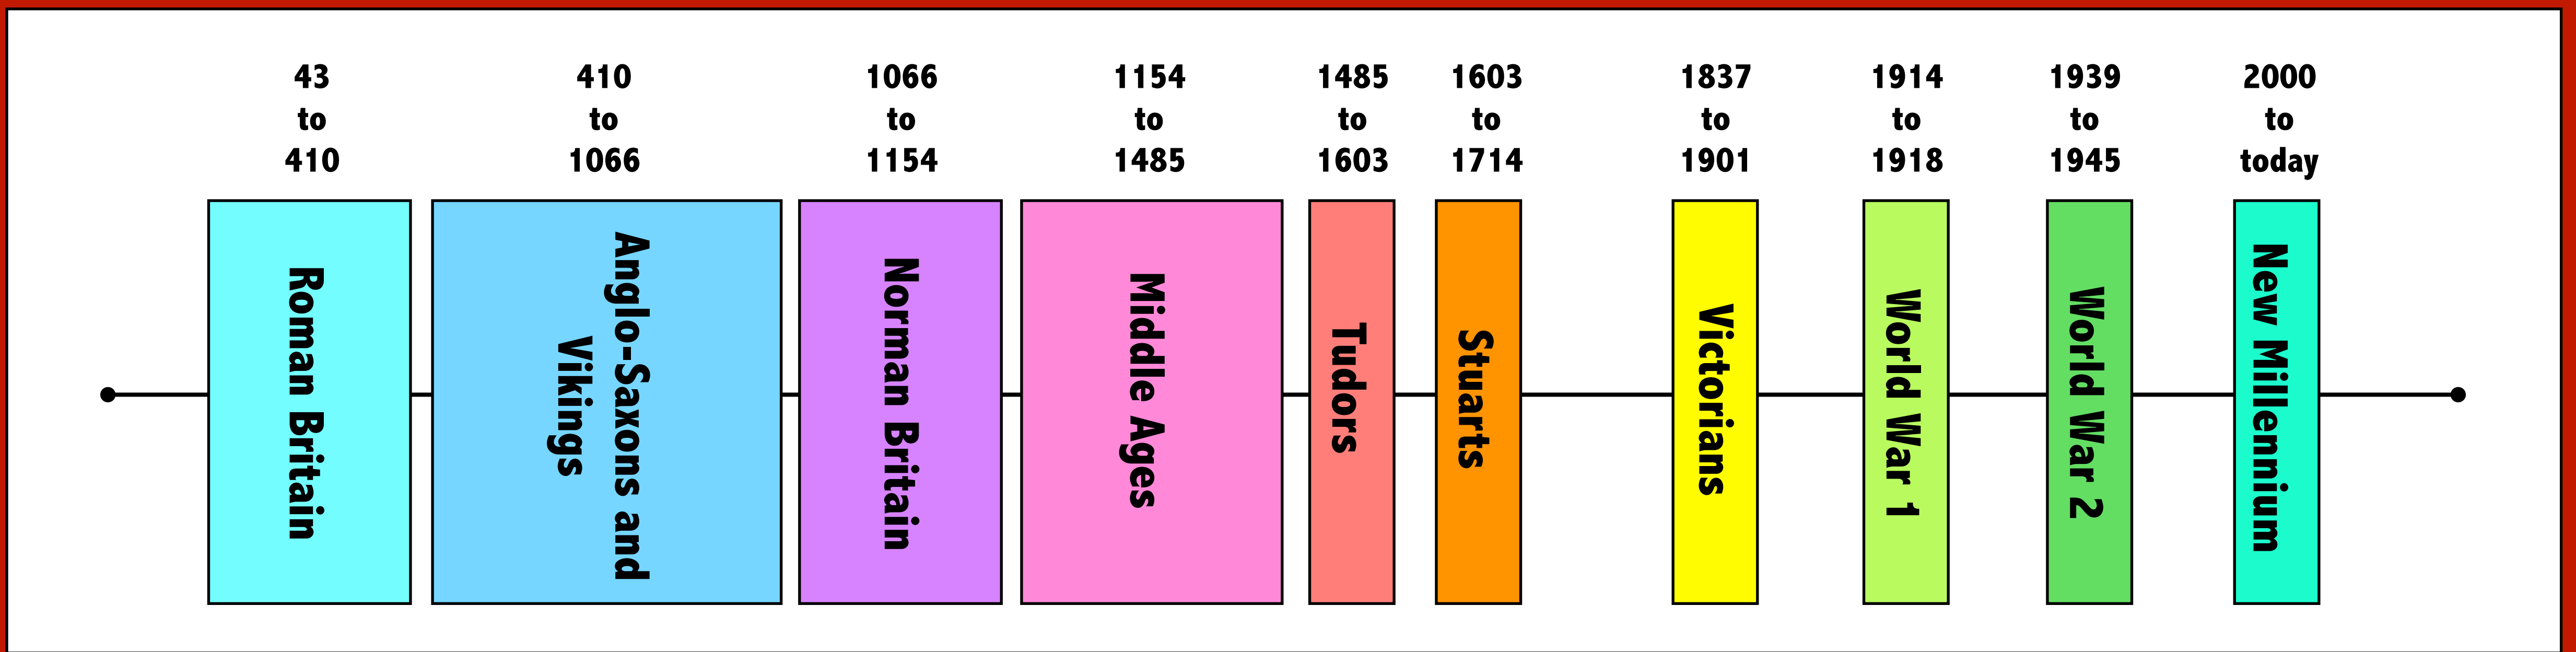 43
to
410
410
to
1066
1066
to
1154
1154
to
1485
1485
to
1603
1603
to
1714
1837
to
1901
1914
to
1918
1939
to
1945
2000
to
today
Roman Britain
Anglo-Saxons and
Vikings
Norman Britain
Middle Ages
Tudors
Stuarts
Victorians
World War 1
World War 2
New Millennium